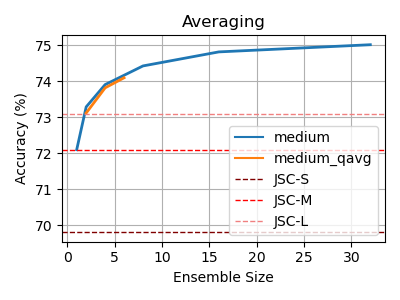 Averaging
Accuracy (%)
75
74
73
72
71
70
medium
medium_qavg
JSC-S
JSC-M
JSC-L
0 5 10 15 20 25 30
Ensemble Size